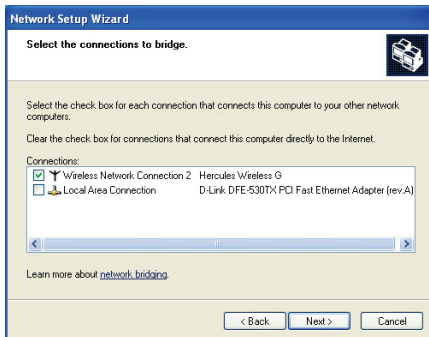 Network Setup Wizard
Select the connections to bridge.
Select the check box for each connection that connects this computer to your other network
computers.
Clear the check box for connections that connect this computer directly to the Internet.
Connections:
Wireless Network Connection 2 Hercules Wireless G
Local Area Connection D-Link DFE-530TX PCI Fast Ethernet Adapter (rev.A)
Learn more about network bridging.
< Back Next > Cancel